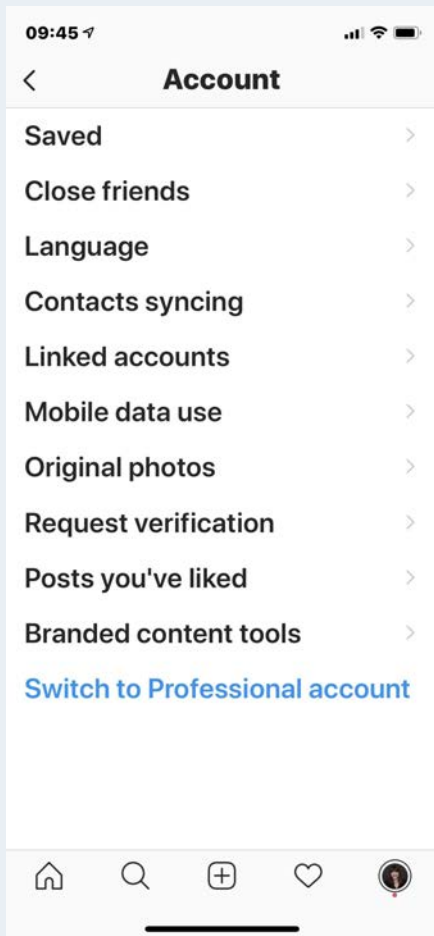 09:45
Account
Saved
Close friends
Language
Contacts syncing
Linked accounts
Mobile data use
Original photos
Request verification
Posts you've liked
Branded content tools
Switch to Professional account